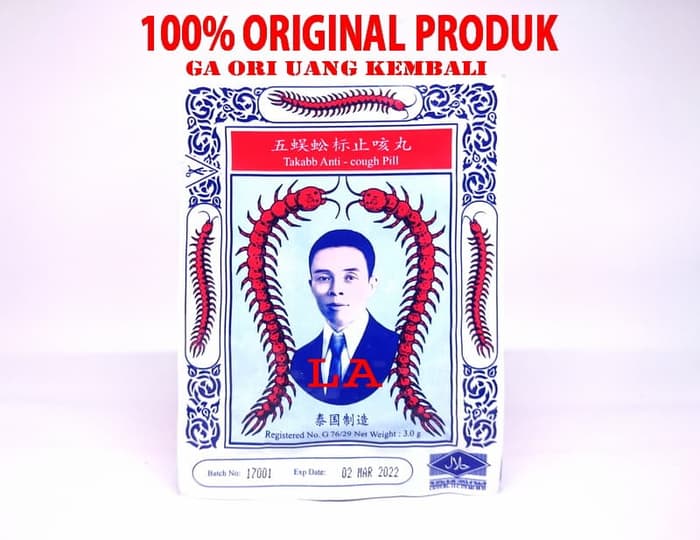 100% ORIGINAL PRODUK
GA ORI UANG KEMBALI
五蜈蚣标止咳丸
Takabb Anti - cough Pill
LA
泰国制造
Registered No. G 76/29 Net Weight : 3.0 g
Batch No: 17001 Exp Date: 02 MAR 2022
حلال